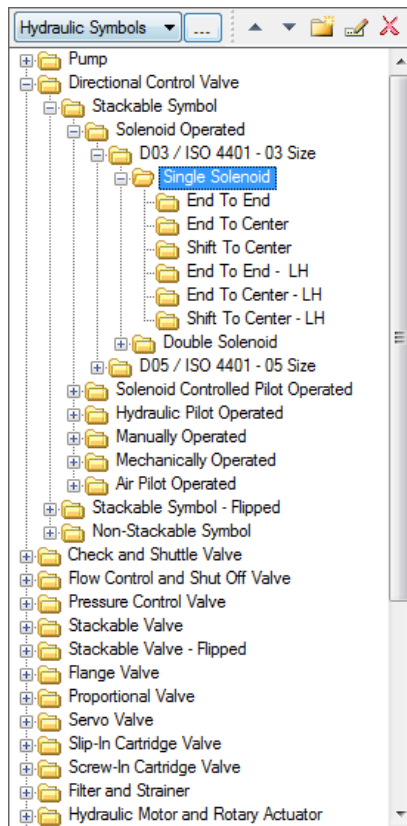 Hydraulic Symbols ...
Pump
Directional Control Valve
Stackable Symbol
Solenoid Operated
D03 / ISO 4401 - 03 Size
Single Solenoid
End To End
End To Center
Shift To Center
End To End -  LH
End To Center - LH
Shift To Center - LH
Double Solenoid
D05 / ISO 4401 - 05 Size
Solenoid Controlled Pilot Operated
Hydraulic Pilot Operated
Manually Operated
Mechanically Operated
Air Pilot Operated
Stackable Symbol - Flipped
Non-Stackable Symbol
Check and Shuttle Valve
Flow Control and Shut Off Valve
Pressure Control Valve
Stackable Valve
Stackable Valve - Flipped
Flange Valve
Proportional Valve
Servo Valve
Slip-In Cartridge Valve
Screw-In Cartridge Valve
Filter and Strainer
Hydraulic Motor and Rotary Actuator